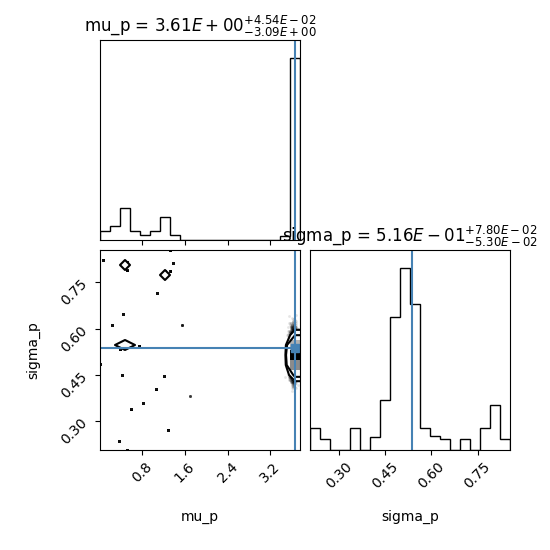 mu_p = 3.61E + 00+4.54E−02 −3.09E+00
sigma_p = 5.16E − 01+7.80E−02 −5.30E−02
0.75
0.60
0.45
0.30
sigma_p
0.8 1.6 2.4 3.2
0.30 0.45 0.60 0.75
mu_p
sigma_p